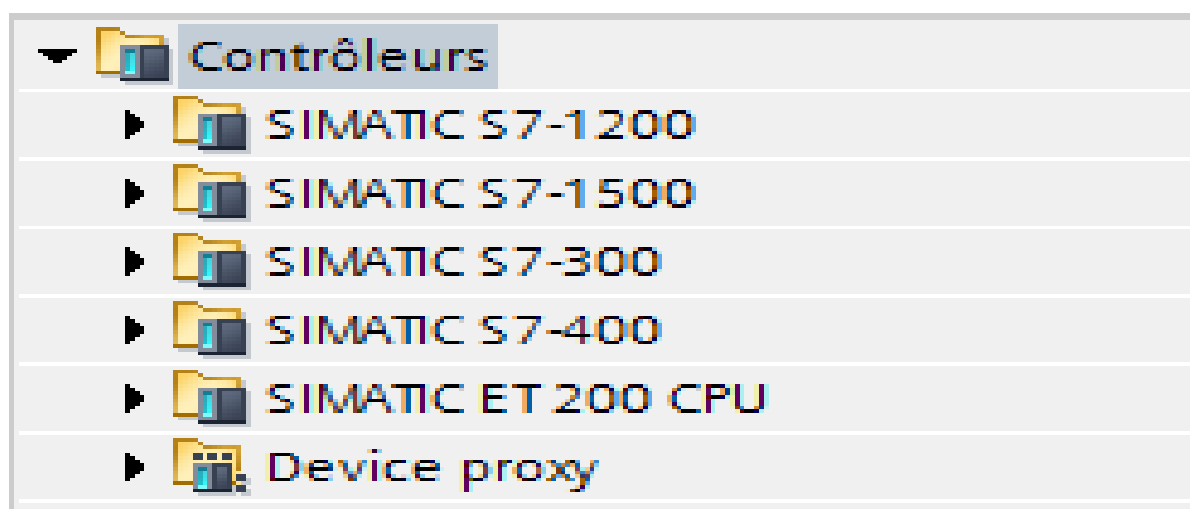 Contrôleurs
SIMATIC S7-1200
SIMATIC S7-1500
SIMATIC S7-300
SIMATIC S7-400
SIMATIC ET 200 CPU
Device proxy